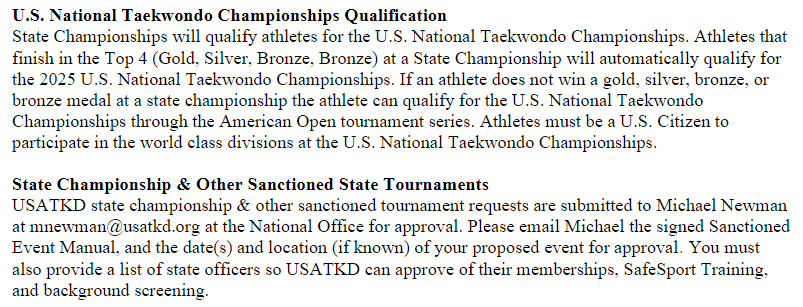 U.S. National Taekwondo Championships Qualification
State Championships will qualify athletes for the U.S. National Taekwondo Championships. Athletes that
finish in the Top 4 (Gold, Silver, Bronze, Bronze) at a State Championship will automatically qualify for
the 2025 U.S. National Taekwondo Championships. If an athlete does not win a gold, silver, bronze, or
bronze medal at a state championship the athlete can qualify for the U.S. National Taekwondo
Championships through the American Open tournament series. Athletes must be a U.S. Citizen to
participate in the world class divisions at the U.S. National Taekwondo Championships.
State Championship & Other Sanctioned State Tournaments
USATKD state championship & other sanctioned tournament requests are submitted to Michael Newman
at mnewman@usatkd.org at the National Office for approval. Please email Michael the signed Sanctioned
Event Manual, and the date(s) and location (if known) of your proposed event for approval. You must
also provide a list of state officers so USATKD can approve of their memberships, SafeSport Training,
and background screening.